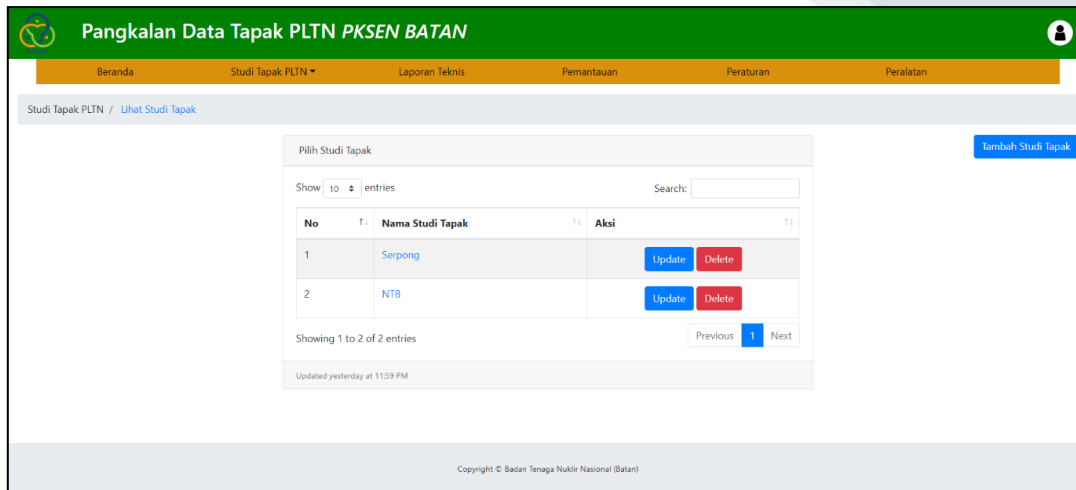 Pangkalan Data Tapak PLTN PKSEN BATAN
Beranda Studi Tapak PLTN Laporan Teknis Pemantauan Peraturan Peralatan
Studi Tapak PLTN / Lihat Studi Tapak
Tambah Studi Tapak
Pilih Studi Tapak
Show 10 entries Search:
No Nama Studi Tapak Aksi
1 Serpong Update Delete
2 NTB Update Delete
Showing 1 to 2 of 2 entries Previous 1 Next
Updated yesterday at 11:59 PM
Copyright © Badan Tenaga Nuklir Nasional (Batan)